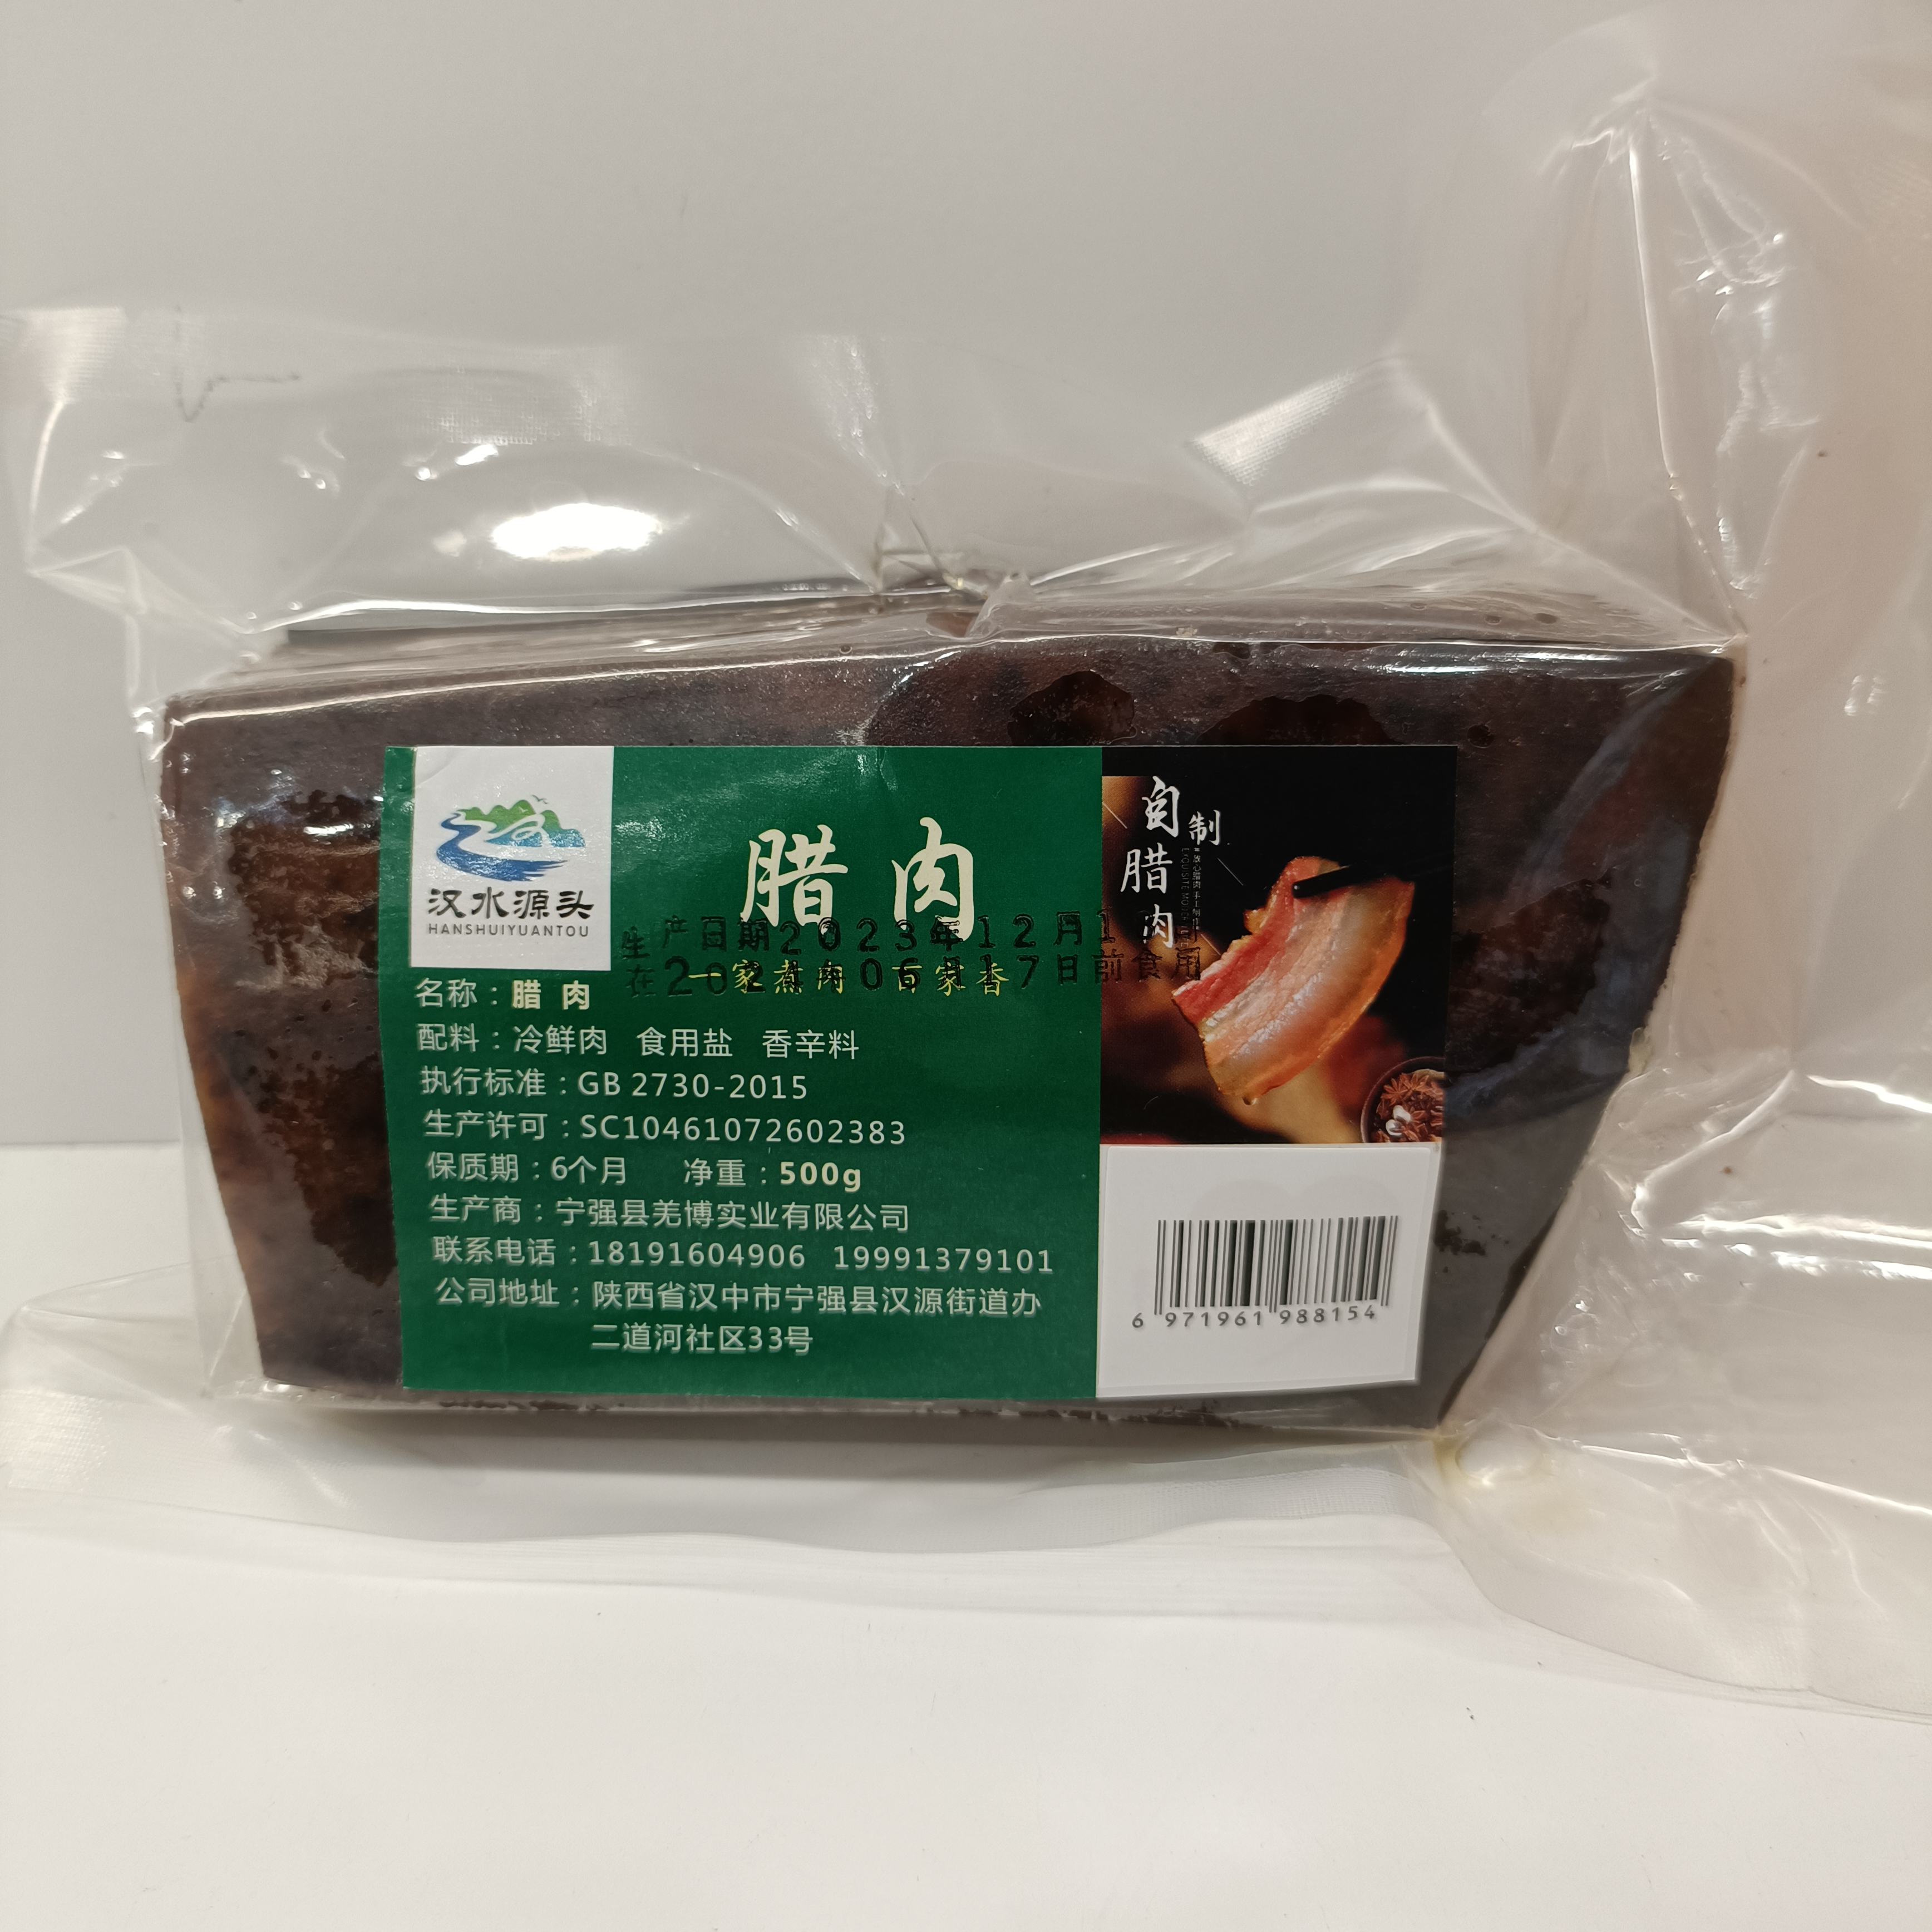 汉水源头
HANSHUIYUANTOU
腊肉
生产日期2023年12月1
在2024年06月17日前食用
一家煮肉 百家香
名称：腊 肉
配料：冷鲜肉 食用盐 香辛料
执行标准：GB 2730-2015
生产许可：SC10461072602383
保质期：6个月 净重：500g
生产商：宁强县羌博实业有限公司
联系电话：18191604906 19991379101
公司地址：陕西省汉中市宁强县汉源街道办
二道河社区33号
自制
腊肉
6 971961 988154